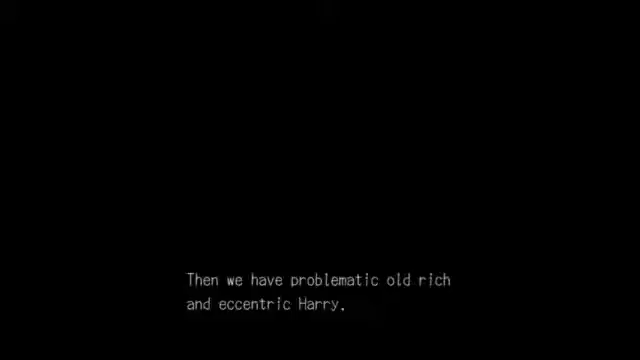 Then we have problematic old rich
and eccentric Harry.